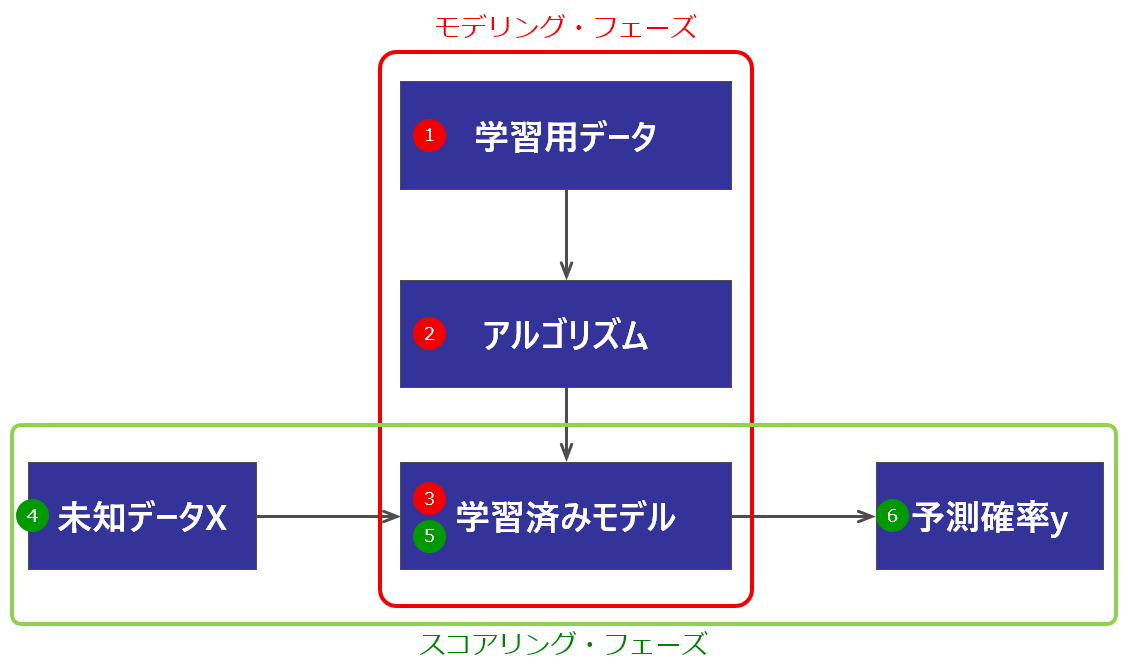 モデリング・フェーズ
1 学習用データ
2 アルゴリズム
4 未知データX
3
5
学習済みモデル
6 予測確率y
スコアリング・フェーズ